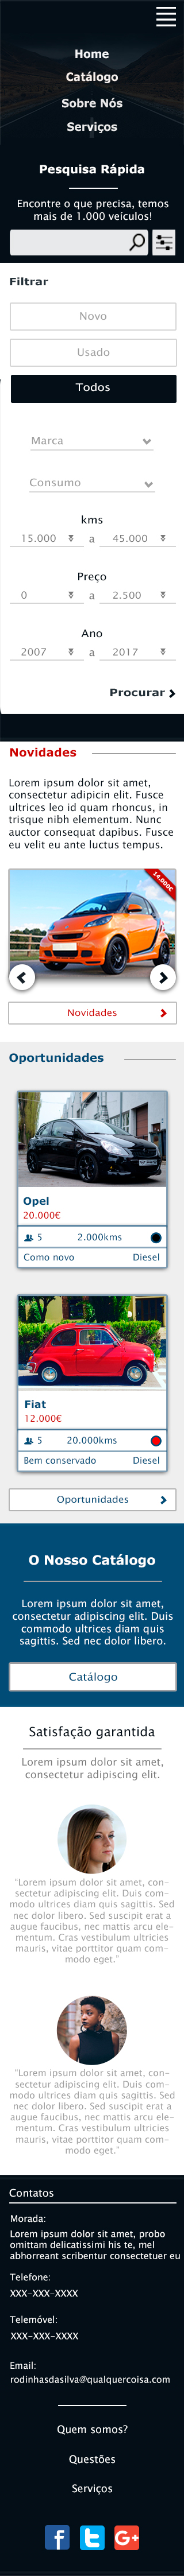 Home
Catálogo
Sobre Nós
Serviços
Pesquisa Rápida
Encontre o que precisa, temos
mais de 1.000 veículos!
Filtrar
Novo
Usado
Todos
Marca
Consumo
kms
15.000 a 45.000
Preço
0 a 2.500
Ano
2007 a 2017
Procurar
Novidades
Lorem ipsum dolor sit amet,
consectetur adipicin elit. Fusce
ultrices leo id quam rhoncus, in
trisque nibh elementum. Nunc
auctor consequat dapibus. Fusce
eu velit eu ante luctus tempus.
14.000€
Novidades
Oportunidades
Opel
20.000€
5 2.000kms
Como novo Diesel
Fiat
12.000€
5 20.000kms
Bem conservado Diesel
Oportunidades
O Nosso Catálogo
Lorem ipsum dolor sit amet,
consectetur adipiscing elit. Duis
commodo ultrices diam quis
sagittis. Sed nec dolor libero.
Catálogo
Satisfação garantida
Lorem ipsum dolor sit amet,
consectetur adipiscing elit.
"Lorem ipsum dolor sit amet, con-
sectetur adipiscing elit. Duis com-
modo ultrices diam quis sagittis. Sed
nec dolor libero. Sed suscipit erat a
augue faucibus, nec mattis arcu ele-
mentum. Cras vestibulum ultricies
mauris, vitae porttitor quam com-
modo eget."
"Lorem ipsum dolor sit amet, con-
sectetur adipiscing elit. Duis com-
modo ultrices diam quis sagittis. Sed
nec dolor libero. Sed suscipit erat a
augue faucibus, nec mattis arcu ele-
mentum. Cras vestibulum ultricies
mauris, vitae porttitor quam com-
modo eget."
Contatos
Morada:
Lorem ipsum dolor sit amet, probo
omittam delicatissimi his te, mel
abhorreant scribentur consectetuer eu
Telefone:
XXX-XXX-XXXX
Telemóvel:
XXX-XXX-XXXX
Email:
rodinhasdasilva@qualquercoisa.com
Quem somos?
Questões
Serviços
f
G+